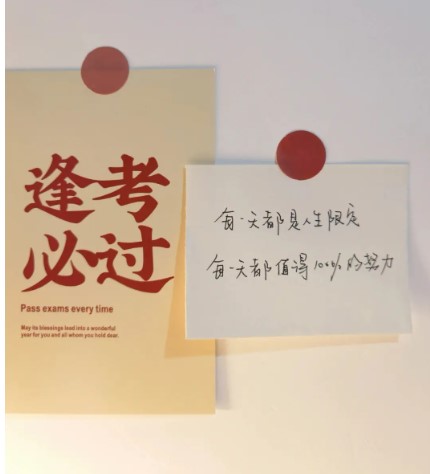 逢考
必过
Pass exams every time
May its blessings lead into a wonderful
year for you and all whom you hold dear.
每一天都是人生限定
每一天都值得100%的努力